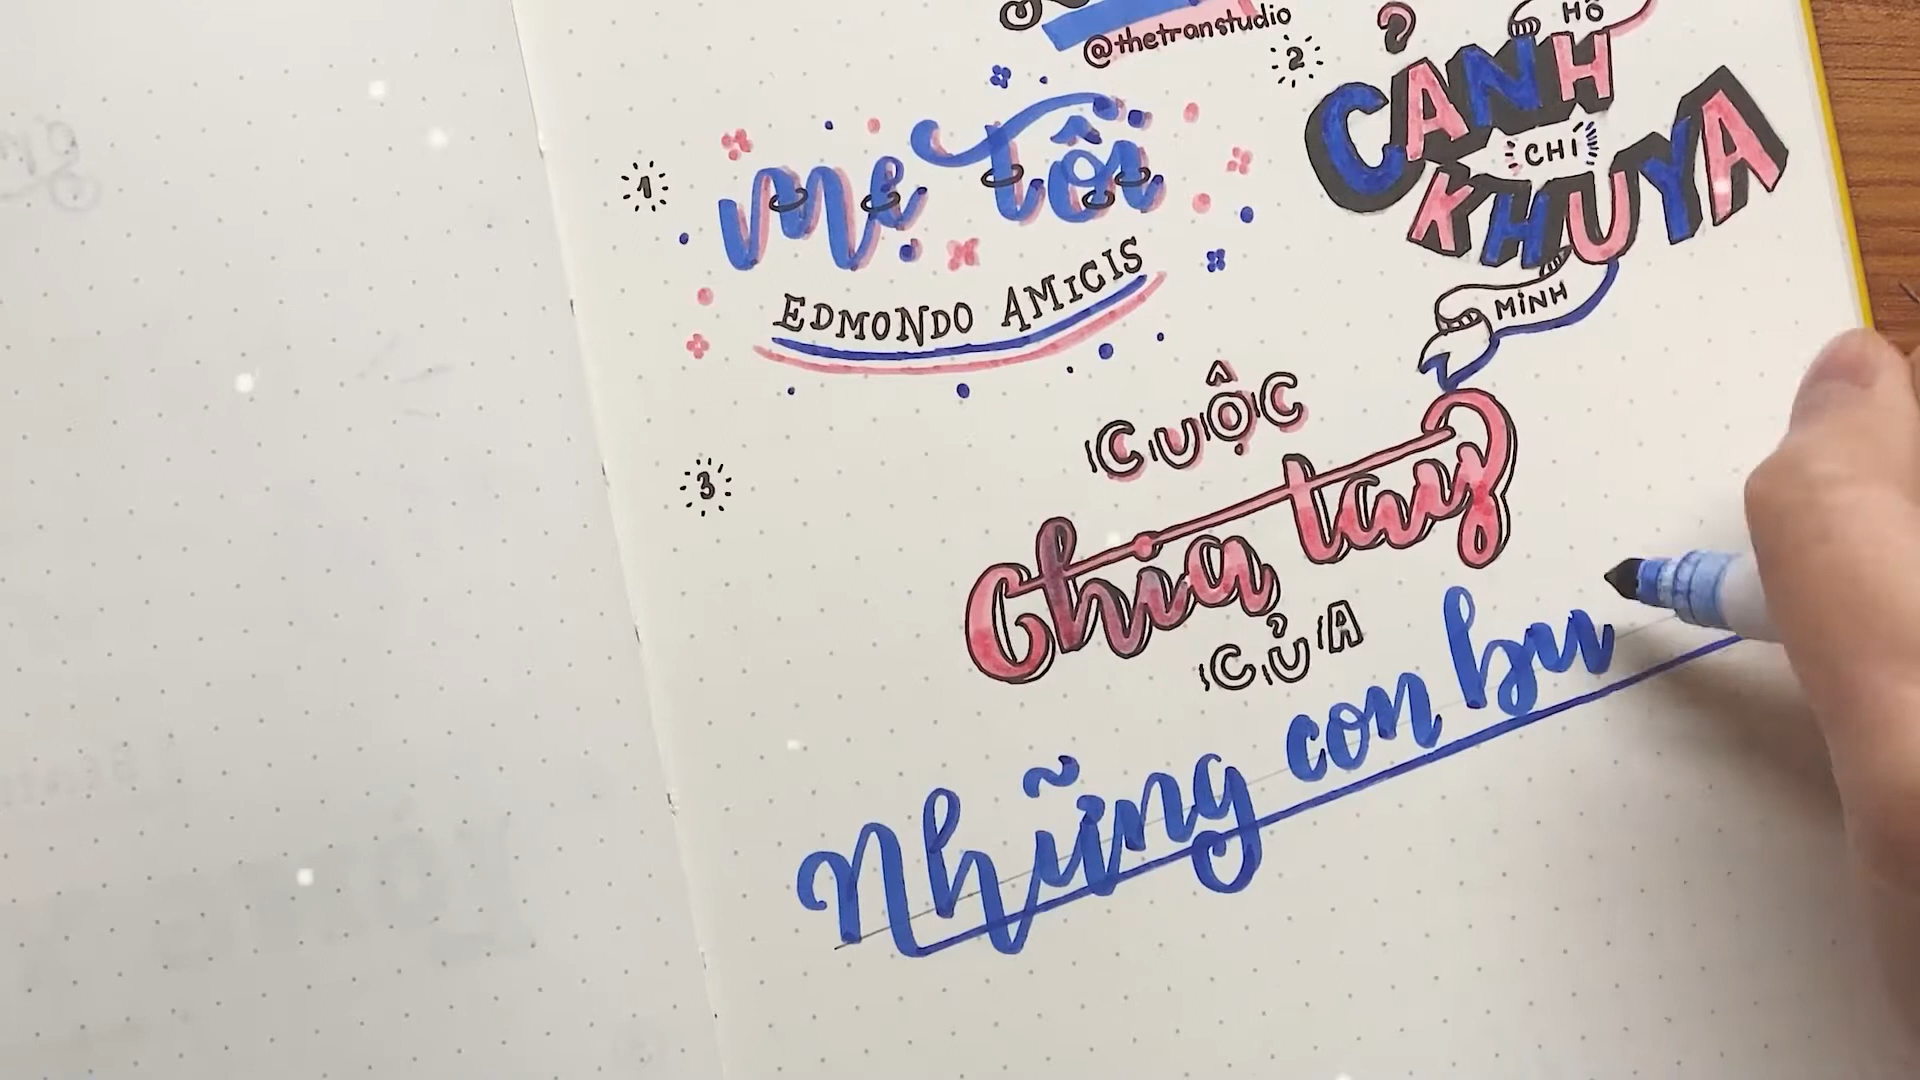 @thetranstudio
1
mẹ tôi
EDMONDO AMICIS
2
HỒ
CẢNH
CHÍ
KHUYA
MINH
3
CUỘC
Chia tay
CỦA
Những con bu